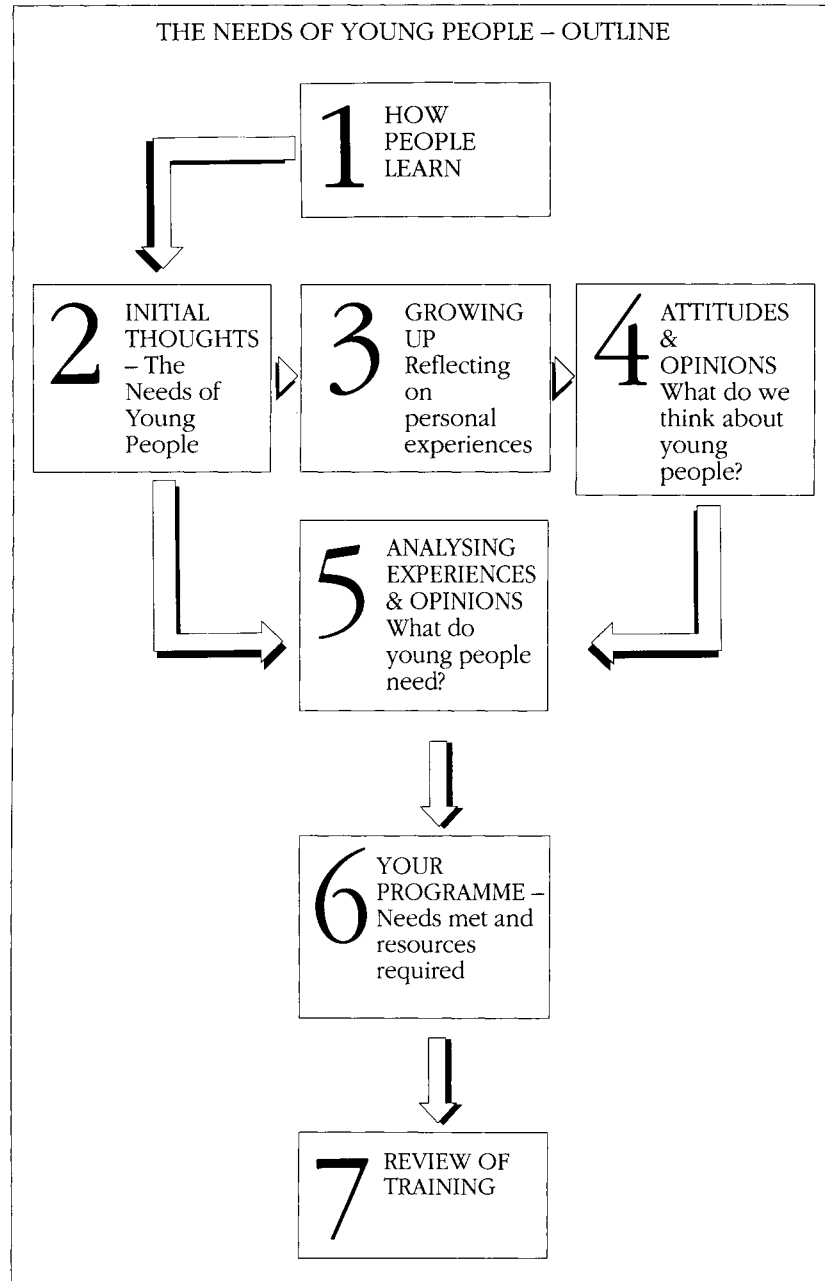 THE NEEDS OF YOUNG PEOPLE – OUTLINE
1
HOW
PEOPLE
LEARN
2
INITIAL
THOUGHTS
– The
Needs of
Young
People
3
GROWING
UP
Reflecting
on
personal
experiences
4
ATTITUDES
&
OPINIONS
What do we
think about
young
people?
5
ANALYSING
EXPERIENCES
& OPINIONS
What do
young people
need?
6
YOUR
PROGRAMME –
Needs met and
resources
required
7
REVIEW OF
TRAINING